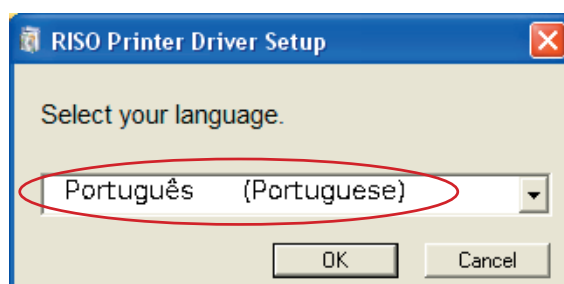 RISO Printer Driver Setup
Select your language.
Português (Portuguese)
OK Cancel